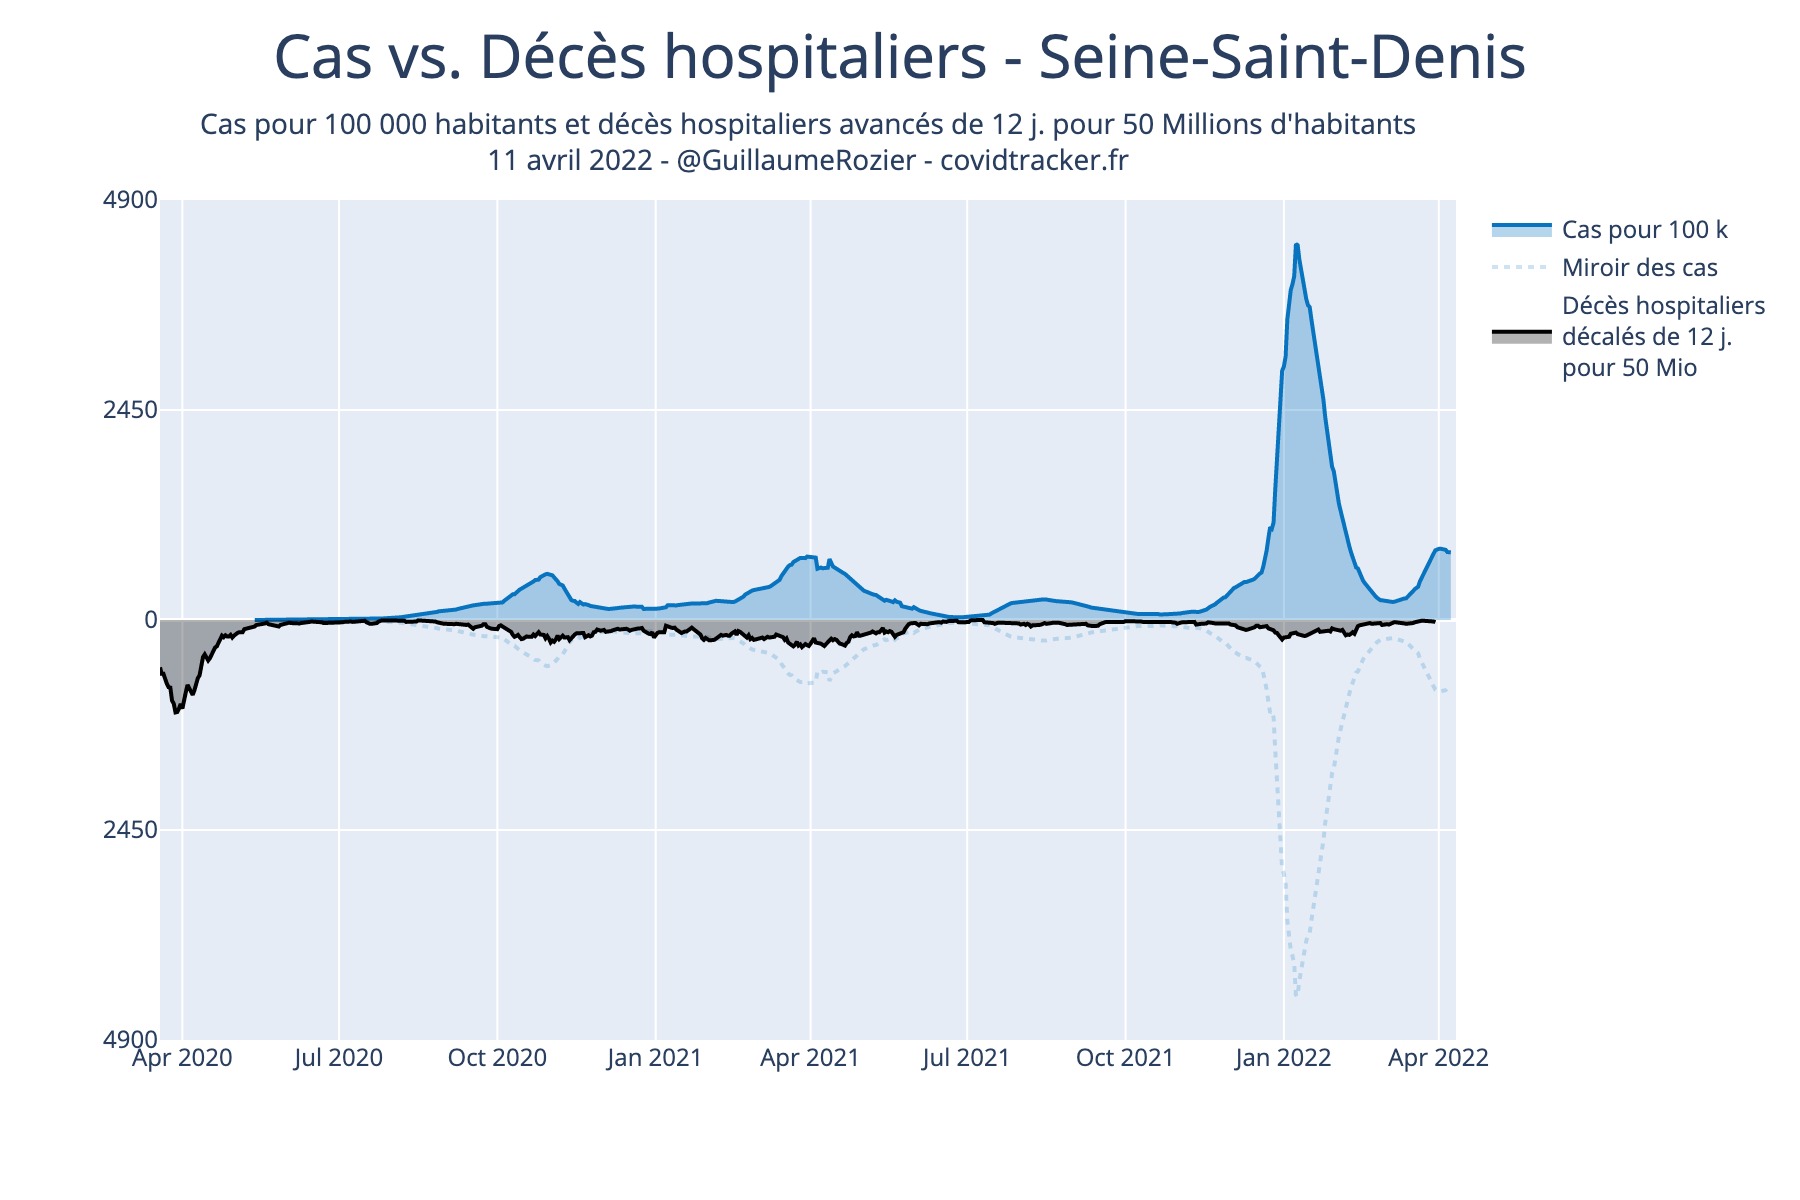 Cas vs. Décès hospitaliers - Seine-Saint-Denis
Cas pour 100 000 habitants et décès hospitaliers avancés de 12 j. pour 50 Millions d'habitants
11 avril 2022 - @GuillaumeRozier - covidtracker.fr
4900
2450
0
2450
4900
Apr 2020
Jul 2020
Oct 2020
Jan 2021
Apr 2021
Jul 2021
Oct 2021
Jan 2022
Apr 2022
Cas pour 100 k
Miroir des cas
Décès hospitaliers
décalés de 12 j.
pour 50 Mio